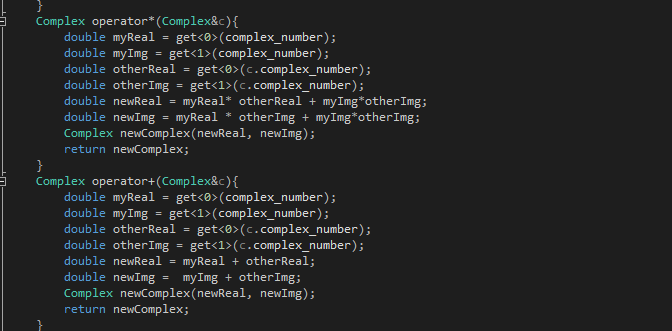 }
Complex operator*(Complex&c){
double myReal = get<0>(complex_number);
double myImg = get<1>(complex_number);
double otherReal = get<0>(c.complex_number);
double otherImg = get<1>(c.complex_number);
double newReal = myReal* otherReal + myImg*otherImg;
double newImg = myReal * otherImg + myImg*otherImg;
Complex newComplex(newReal, newImg);
return newComplex;
}
Complex operator+(Complex&c){
double myReal = get<0>(complex_number);
double myImg = get<1>(complex_number);
double otherReal = get<0>(c.complex_number);
double otherImg = get<1>(c.complex_number);
double newReal = myReal + otherReal;
double newImg =  myImg + otherImg;
Complex newComplex(newReal, newImg);
return newComplex;
}